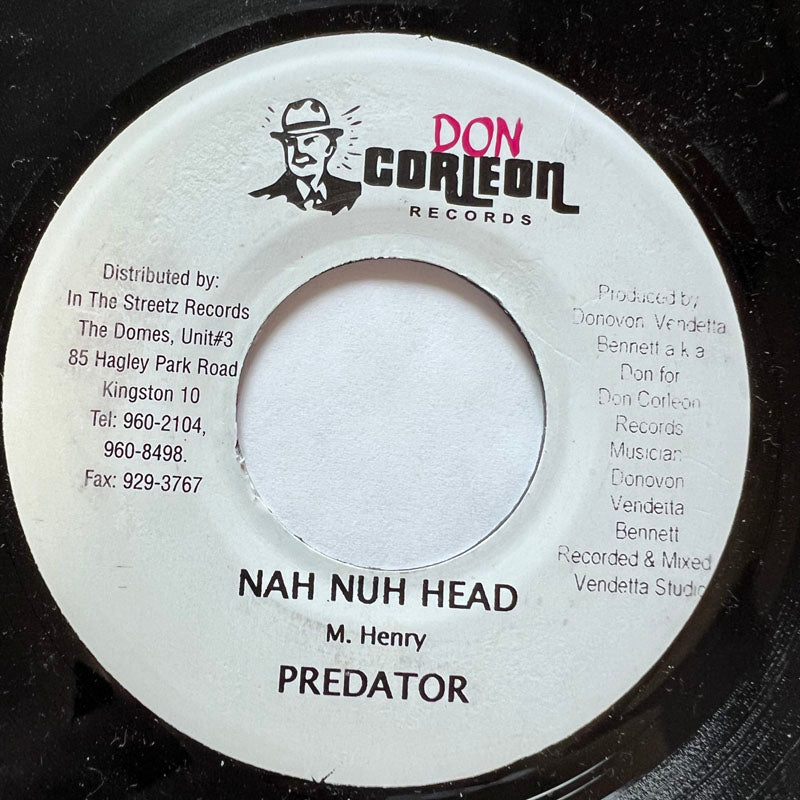 DON
CORLEON
RECORDS
Distributed by:
In The Streetz Records
The Domes, Unit#3
85 Hagley Park Road
Kingston 10
Tel: 960-2104,
960-8498.
Fax: 929-3767
Produced by
Donovon Vendetta
Bennett a k a
Don for
Don Corleon
Records
Musician
Donovon
Vendetta
Bennett
Recorded & Mixed
Vendetta Studio
NAH NUH HEAD
M. Henry
PREDATOR